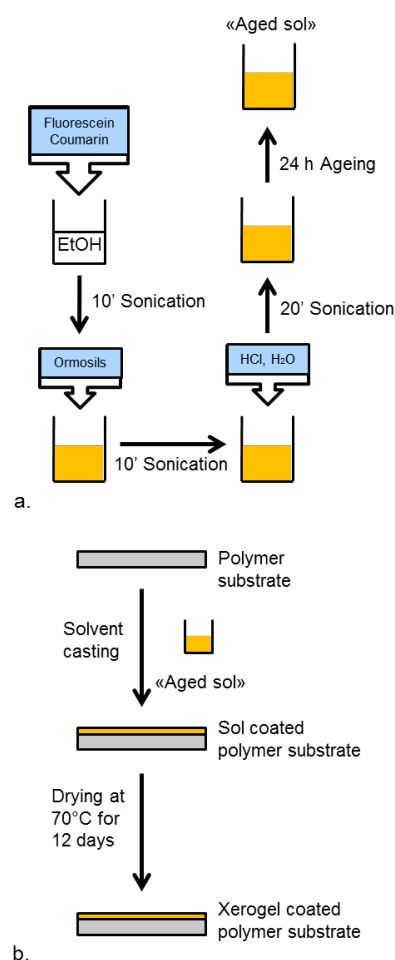 «Aged sol»
Fluorescein
Coumarin
24 h Ageing
EtOH
10’ Sonication
20’ Sonication
Ormosils
HCl, H₂O
10’ Sonication
a.
Polymer
substrate
Solvent
casting
«Aged sol»
Sol coated
polymer substrate
Drying at
70°C for
12 days
Xerogel coated
polymer substrate
b.